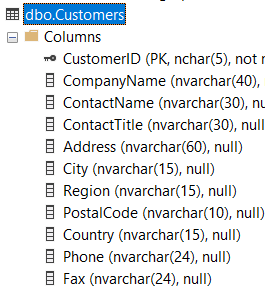 dbo.Customers
Columns
CustomerID (PK, nchar(5), not
CompanyName (nvarchar(40),
ContactName (nvarchar(30), nu
ContactTitle (nvarchar(30), null
Address (nvarchar(60), null)
City (nvarchar(15), null)
Region (nvarchar(15), null)
PostalCode (nvarchar(10), null)
Country (nvarchar(15), null)
Phone (nvarchar(24), null)
Fax (nvarchar(24), null)